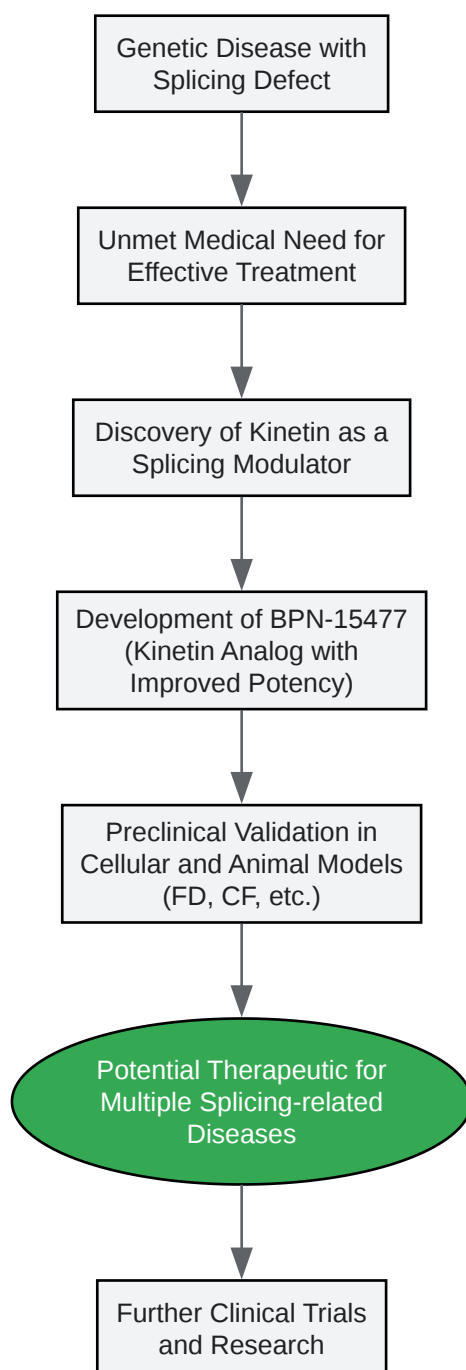 Genetic Disease with
Splicing Defect
Unmet Medical Need for
Effective Treatment
Discovery of Kinetin as a
Splicing Modulator
Development of BPN-15477
(Kinetin Analog with
Improved Potency)
Preclinical Validation in
Cellular and Animal Models
(FD, CF, etc.)
Potential Therapeutic for
Multiple Splicing-related
Diseases
Further Clinical Trials
and Research